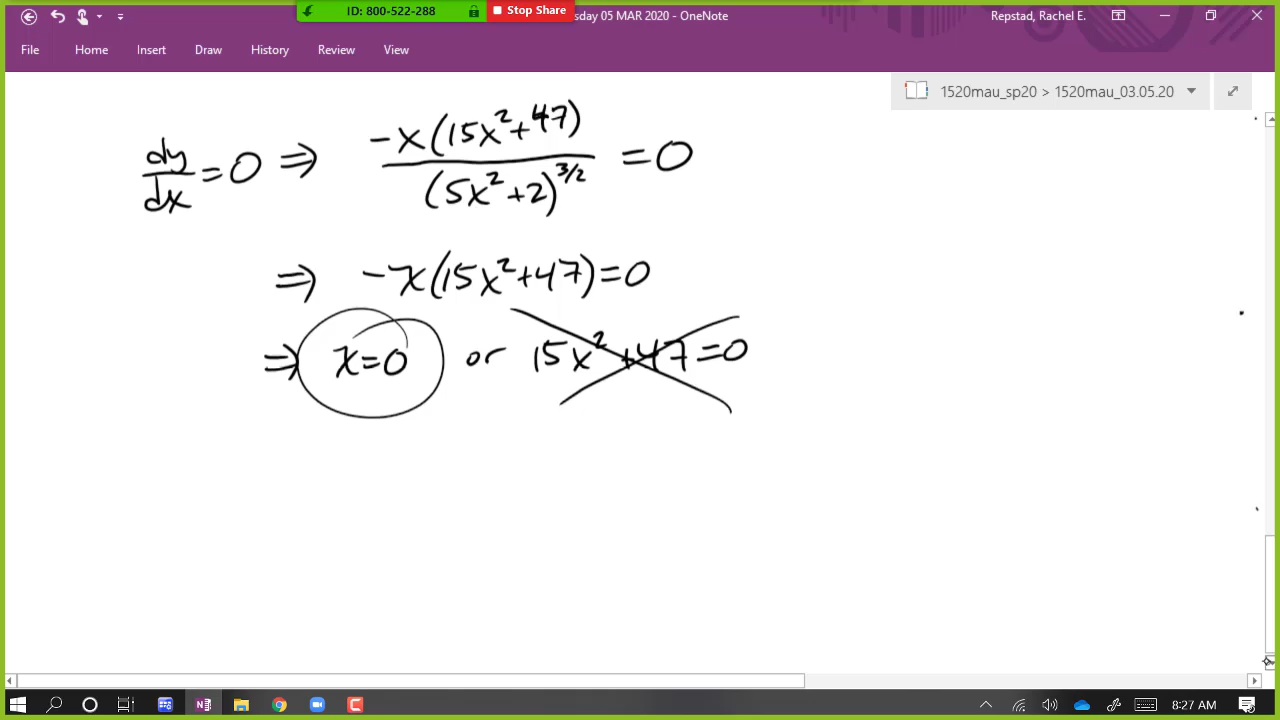 ID: 800-522-288 Stop Share
sday 05 MAR 2020 - OneNote Repstad, Rachel E.
File Home Insert Draw History Review View
1520mau_sp20 > 1520mau_03.05.20
dy/dx = 0 ⇒ -x(15x²+47)/(5x²+2)^3/2 = 0
⇒ -x(15x²+47)=0
⇒ x=0 or 15x²+47=0
8:27 AM